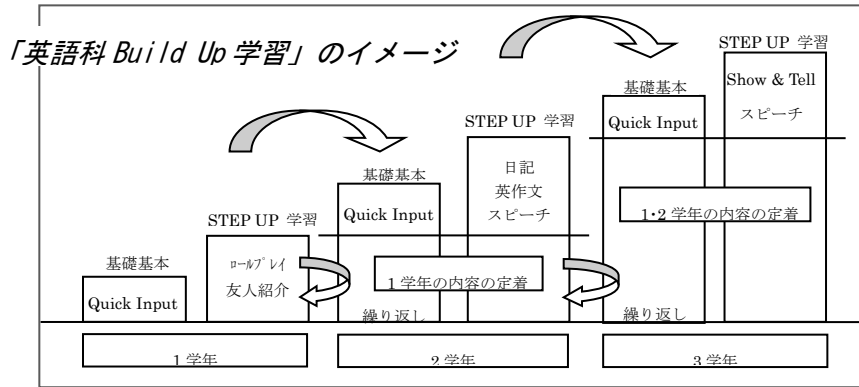 「英語科 Build Up 学習」のイメージ
基礎基本
Quick Input
STEP UP 学習
ロールプレイ
友人紹介
1 学年
基礎基本
Quick Input
繰り返し
STEP UP 学習
日記
英作文
スピーチ
1 学年の内容の定着
2 学年
基礎基本
Quick Input
繰り返し
STEP UP 学習
Show & Tell
スピーチ
1・2 学年の内容の定着
3 学年